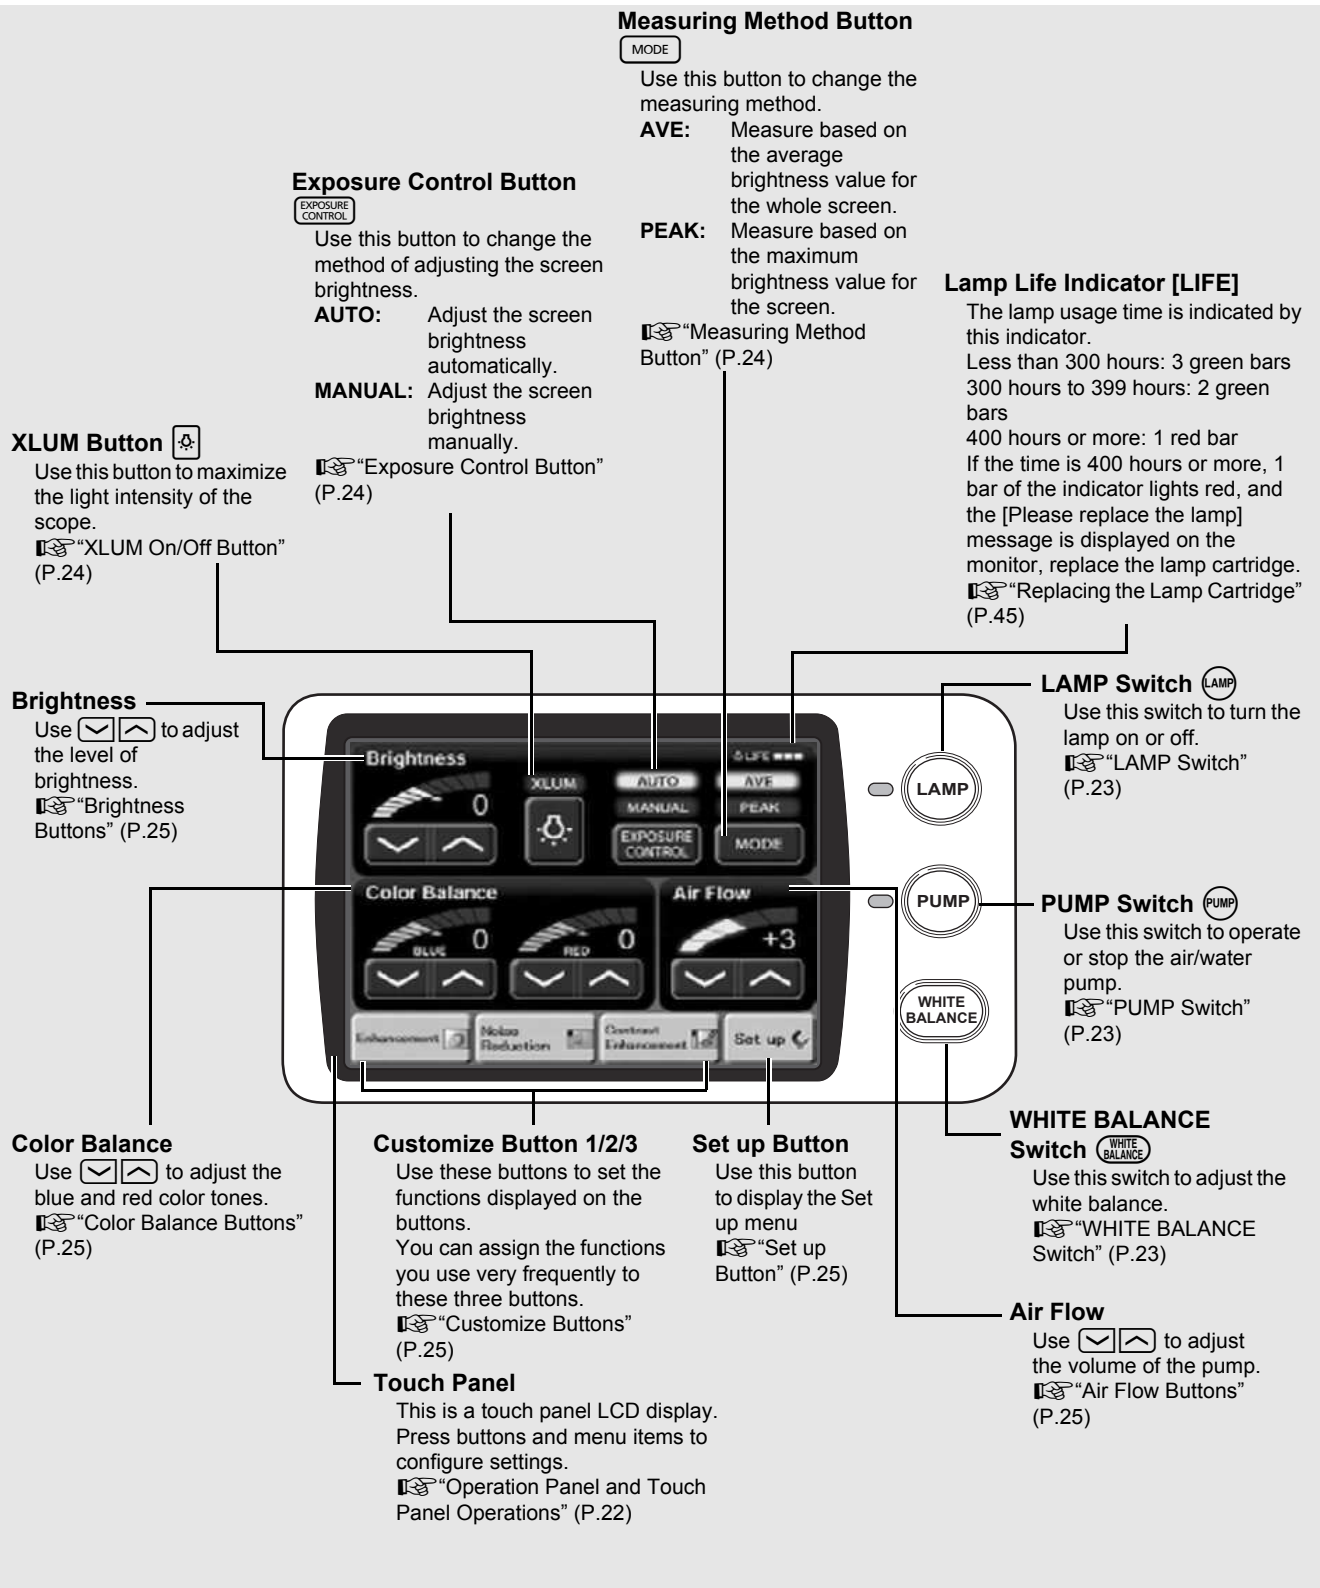 Measuring Method Button
MODE
Use this button to change the
measuring method.
AVE: Measure based on
the average
brightness value for
the whole screen.
PEAK: Measure based on
the maximum
brightness value for
the screen.
“Measuring Method
Button” (P.24)
Exposure Control Button
EXPOSURE
CONTROL
Use this button to change the
method of adjusting the screen
brightness.
AUTO: Adjust the screen
brightness
automatically.
MANUAL: Adjust the screen
brightness
manually.
“Exposure Control Button”
(P.24)
Lamp Life Indicator [LIFE]
The lamp usage time is indicated by
this indicator.
Less than 300 hours: 3 green bars
300 hours to 399 hours: 2 green
bars
400 hours or more: 1 red bar
If the time is 400 hours or more, 1
bar of the indicator lights red, and
the [Please replace the lamp]
message is displayed on the
monitor, replace the lamp cartridge.
“Replacing the Lamp Cartridge”
(P.45)
XLUM Button
Use this button to maximize
the light intensity of the
scope.
“XLUM On/Off Button”
(P.24)
Brightness
Use to adjust
the level of
brightness.
“Brightness
Buttons” (P.25)
LAMP Switch LAMP
Use this switch to turn the
lamp on or off.
“LAMP Switch”
(P.23)
PUMP Switch PUMP
Use this switch to operate
or stop the air/water
pump.
“PUMP Switch”
(P.23)
Brightness
LIFE
0
XLUM
AUTO
MANUAL
EXPOSURE
CONTROL
AVE
PEAK
MODE
Color Balance
BLUE 0
RED 0
Air Flow
+3
Enhancement
Noise
Reduction
Contrast
Enhancement
Set up
LAMP
PUMP
WHITE
BALANCE
Color Balance
Use to adjust the
blue and red color tones.
“Color Balance Buttons”
(P.25)
Customize Button 1/2/3
Use these buttons to set the
functions displayed on the
buttons.
You can assign the functions
you use very frequently to
these three buttons.
“Customize Buttons”
(P.25)
Set up Button
Use this button
to display the Set
up menu
“Set up
Button” (P.25)
WHITE BALANCE
Switch WHITE BALANCE
Use this switch to adjust the
white balance.
“WHITE BALANCE
Switch” (P.23)
Air Flow
Use to adjust
the volume of the pump.
“Air Flow Buttons”
(P.25)
Touch Panel
This is a touch panel LCD display.
Press buttons and menu items to
configure settings.
“Operation Panel and Touch
Panel Operations” (P.22)